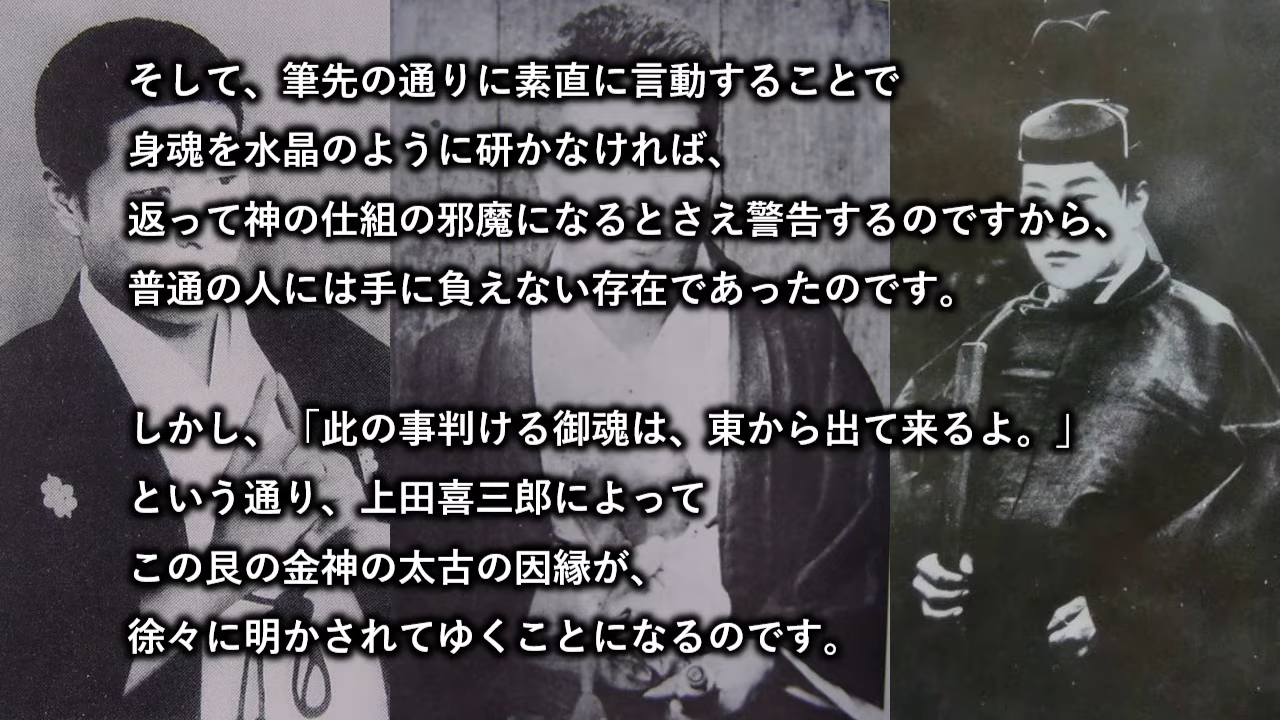 そして、筆先の通りに素直に言動することで
身魂を水晶のように研かなければ、
返って神の仕組の邪魔になるとさえ警告するのですから、
普通の人には手に負えない存在であったのです。
しかし、「此の事判ける御魂は、東から出て来るよ。」
という通り、上田喜三郎によって
この艮の金神の太古の因縁が、
徐々に明かされてゆくことになるのです。